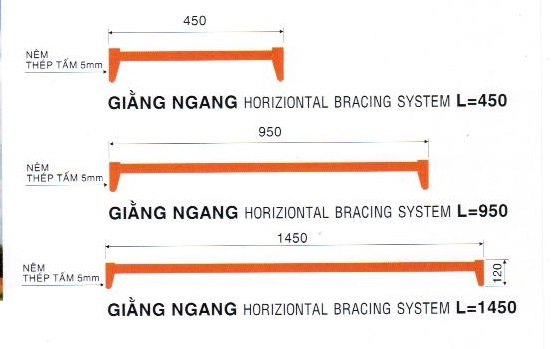 450
NÊM
THÉP TẤM 5mm
GIẰNG NGANG HORIZIONTAL BRACING SYSTEM L=450
950
NÊM
THÉP TẤM 5mm
GIẰNG NGANG HORIZIONTAL BRACING SYSTEM L=950
1450
NÊM
THÉP TẤM 5mm
120
GIẰNG NGANG HORIZIONTAL BRACING SYSTEM L=1450